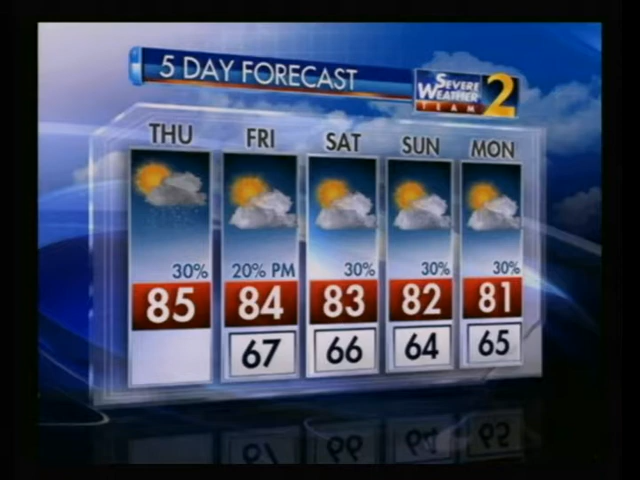 5 DAY FORECAST
SEVERE
WEATHER
TEAM
2
THU FRI SAT SUN MON
30% 20% PM 30% 30% 30%
85 84 83 82 81
67 66 64 65